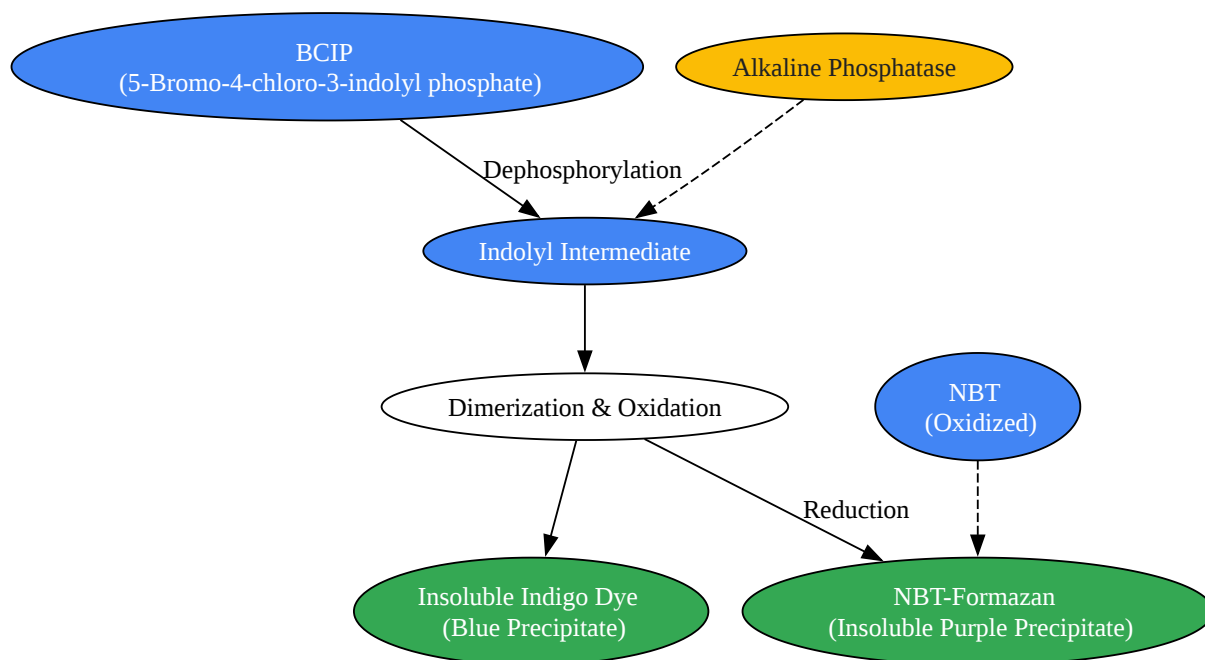 BCIP
(5-Bromo-4-chloro-3-indolyl phosphate)
Alkaline Phosphatase
Dephosphorylation
Indolyl Intermediate
Dimerization & Oxidation
NBT
(Oxidized)
Reduction
Insoluble Indigo Dye
(Blue Precipitate)
NBT-Formazan
(Insoluble Purple Precipitate)